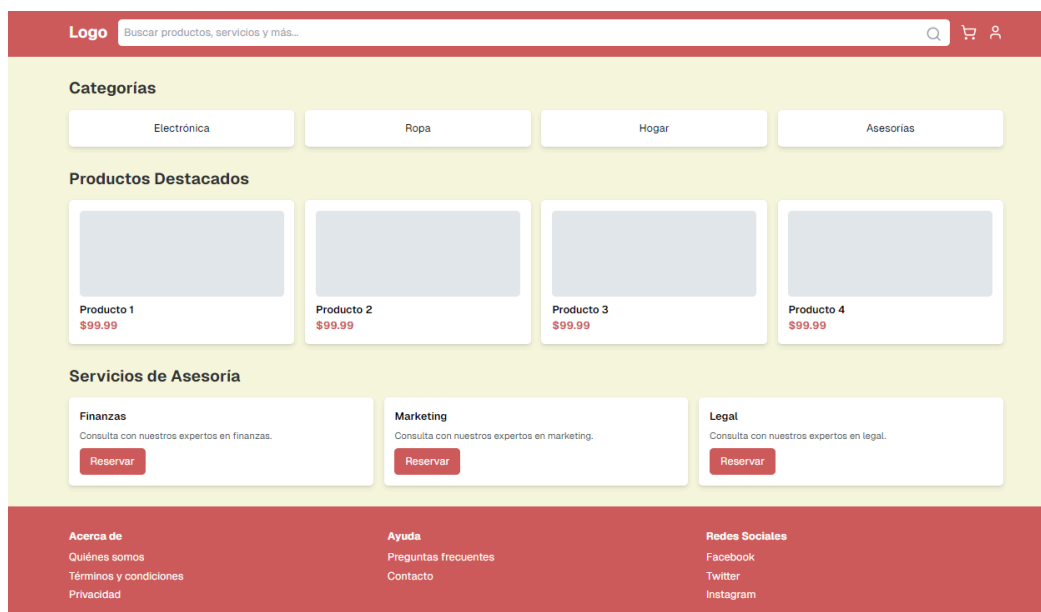 Logo
Buscar productos, servicios y más...
Categorías
Electrónica
Ropa
Hogar
Asesorías
Productos Destacados
Producto 1
$99.99
Producto 2
$99.99
Producto 3
$99.99
Producto 4
$99.99
Servicios de Asesoría
Finanzas
Consulta con nuestros expertos en finanzas.
Reservar
Marketing
Consulta con nuestros expertos en marketing.
Reservar
Legal
Consulta con nuestros expertos en legal.
Reservar
Acerca de
Quiénes somos
Términos y condiciones
Privacidad
Ayuda
Preguntas frecuentes
Contacto
Redes Sociales
Facebook
Twitter
Instagram